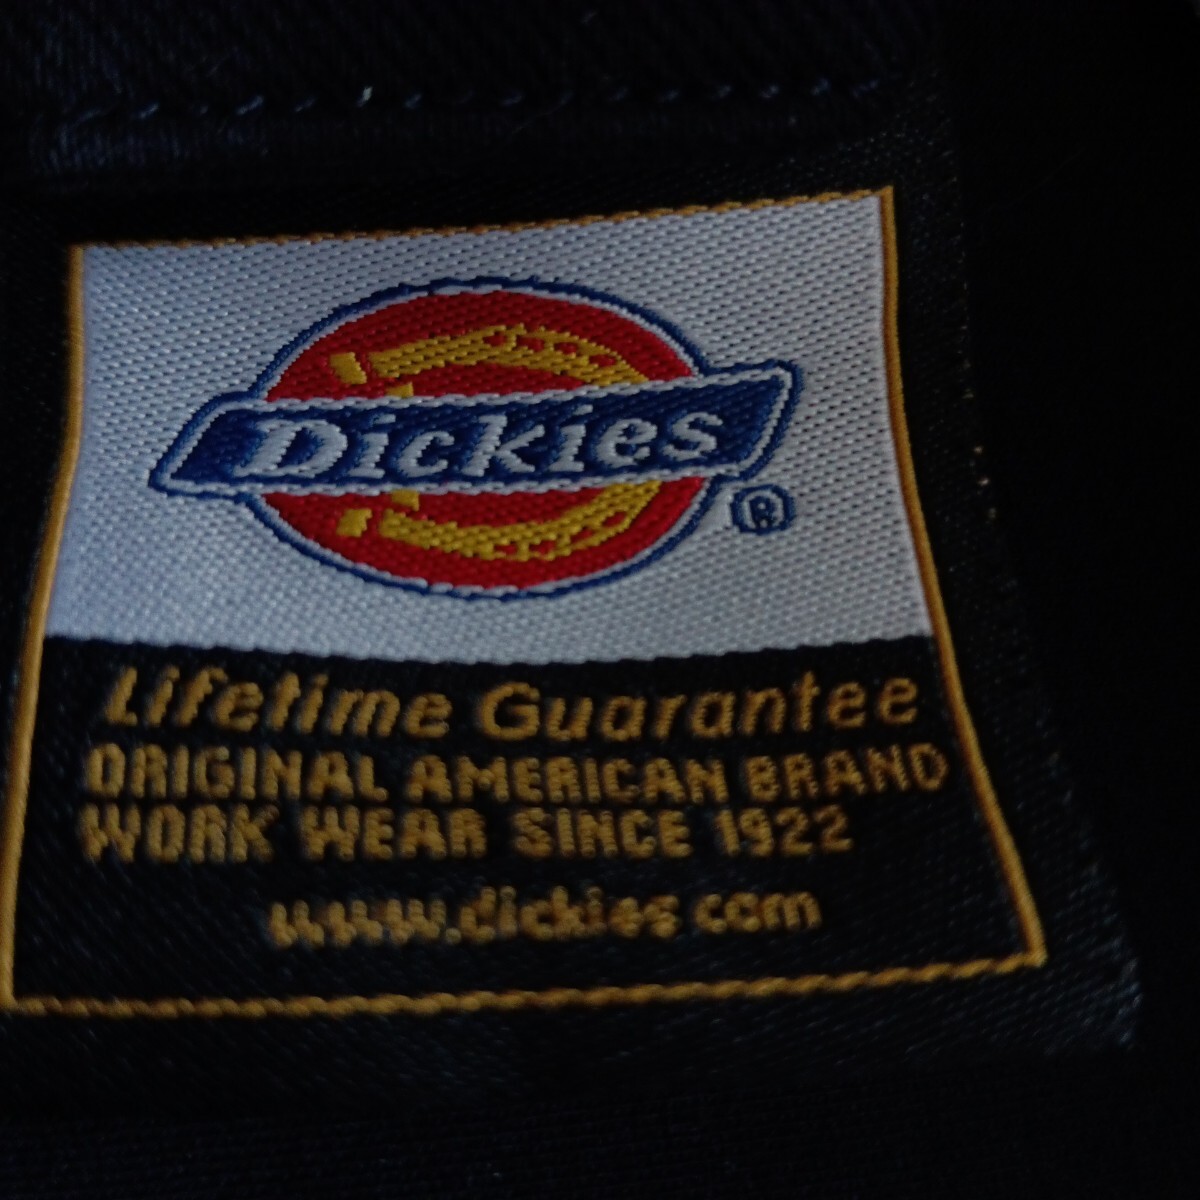 Dickies ®
Lifetime Guarantee
ORIGINAL AMERICAN BRAND
WORK WEAR SINCE 1922
www.dickies.com